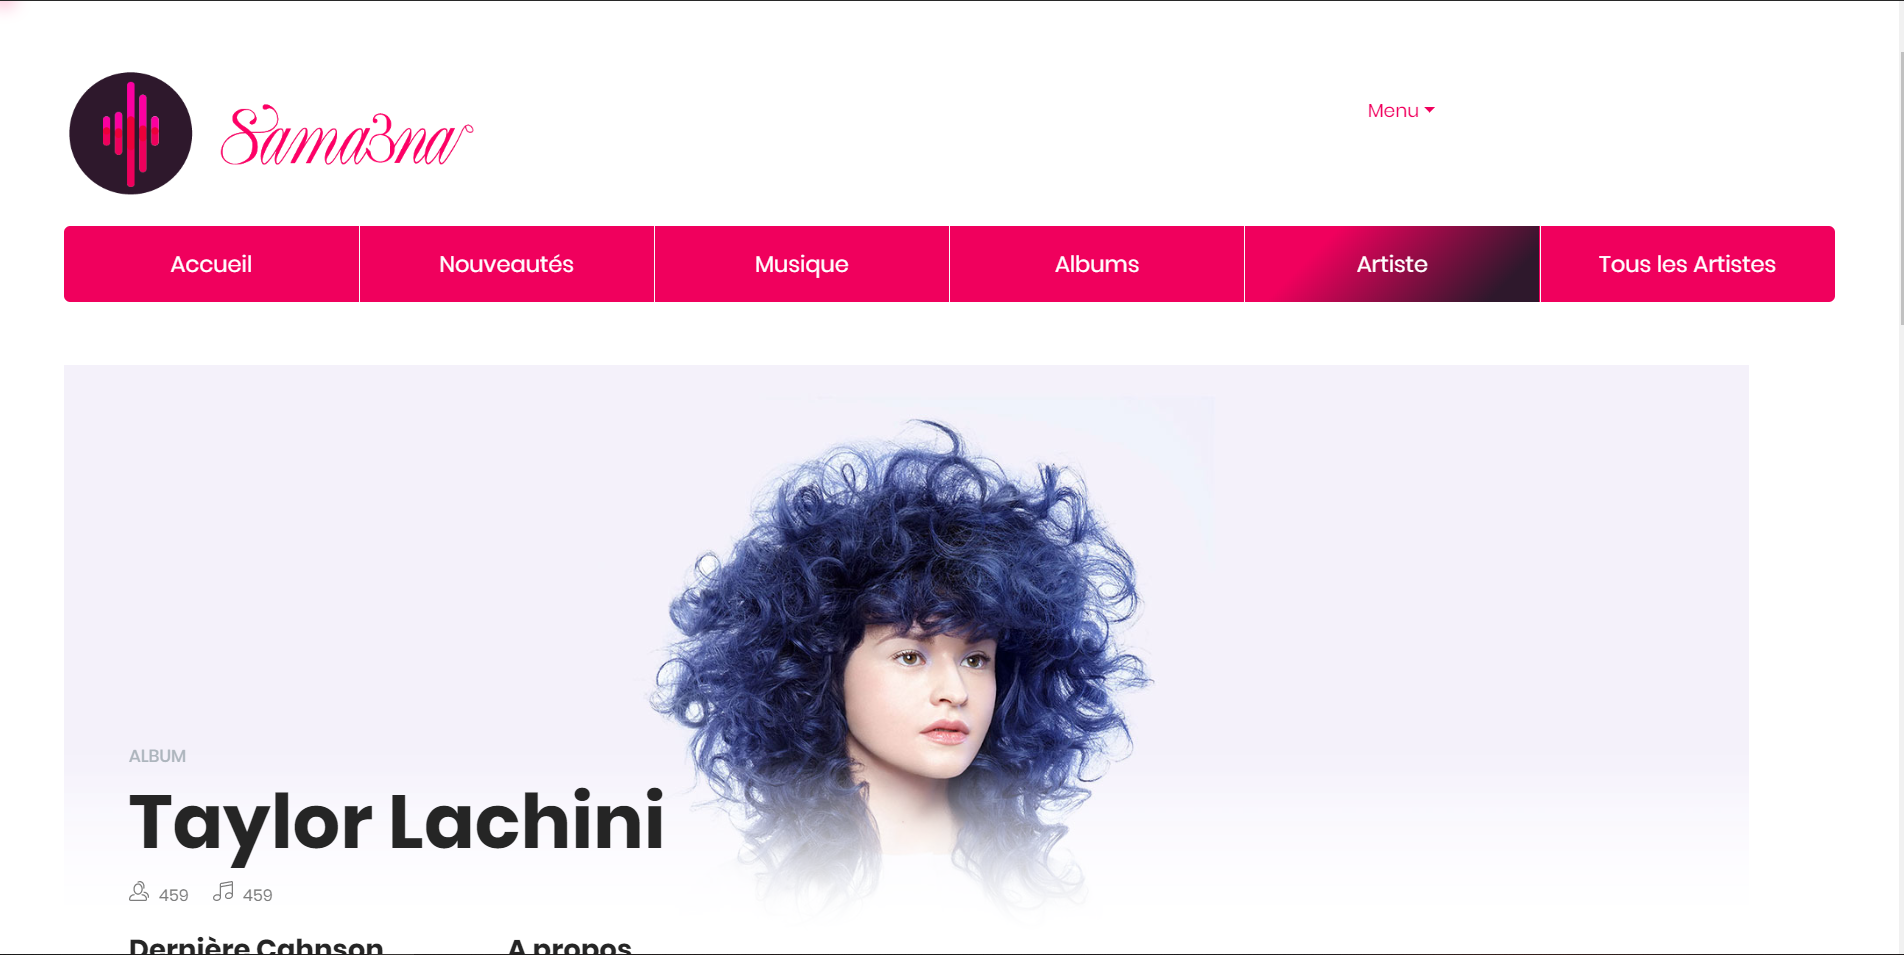 Sama3na
Menu
Accueil
Nouveautés
Musique
Albums
Artiste
Tous les Artistes
ALBUM
Taylor Lachini
459 459
Dernière Cahnson
A propos